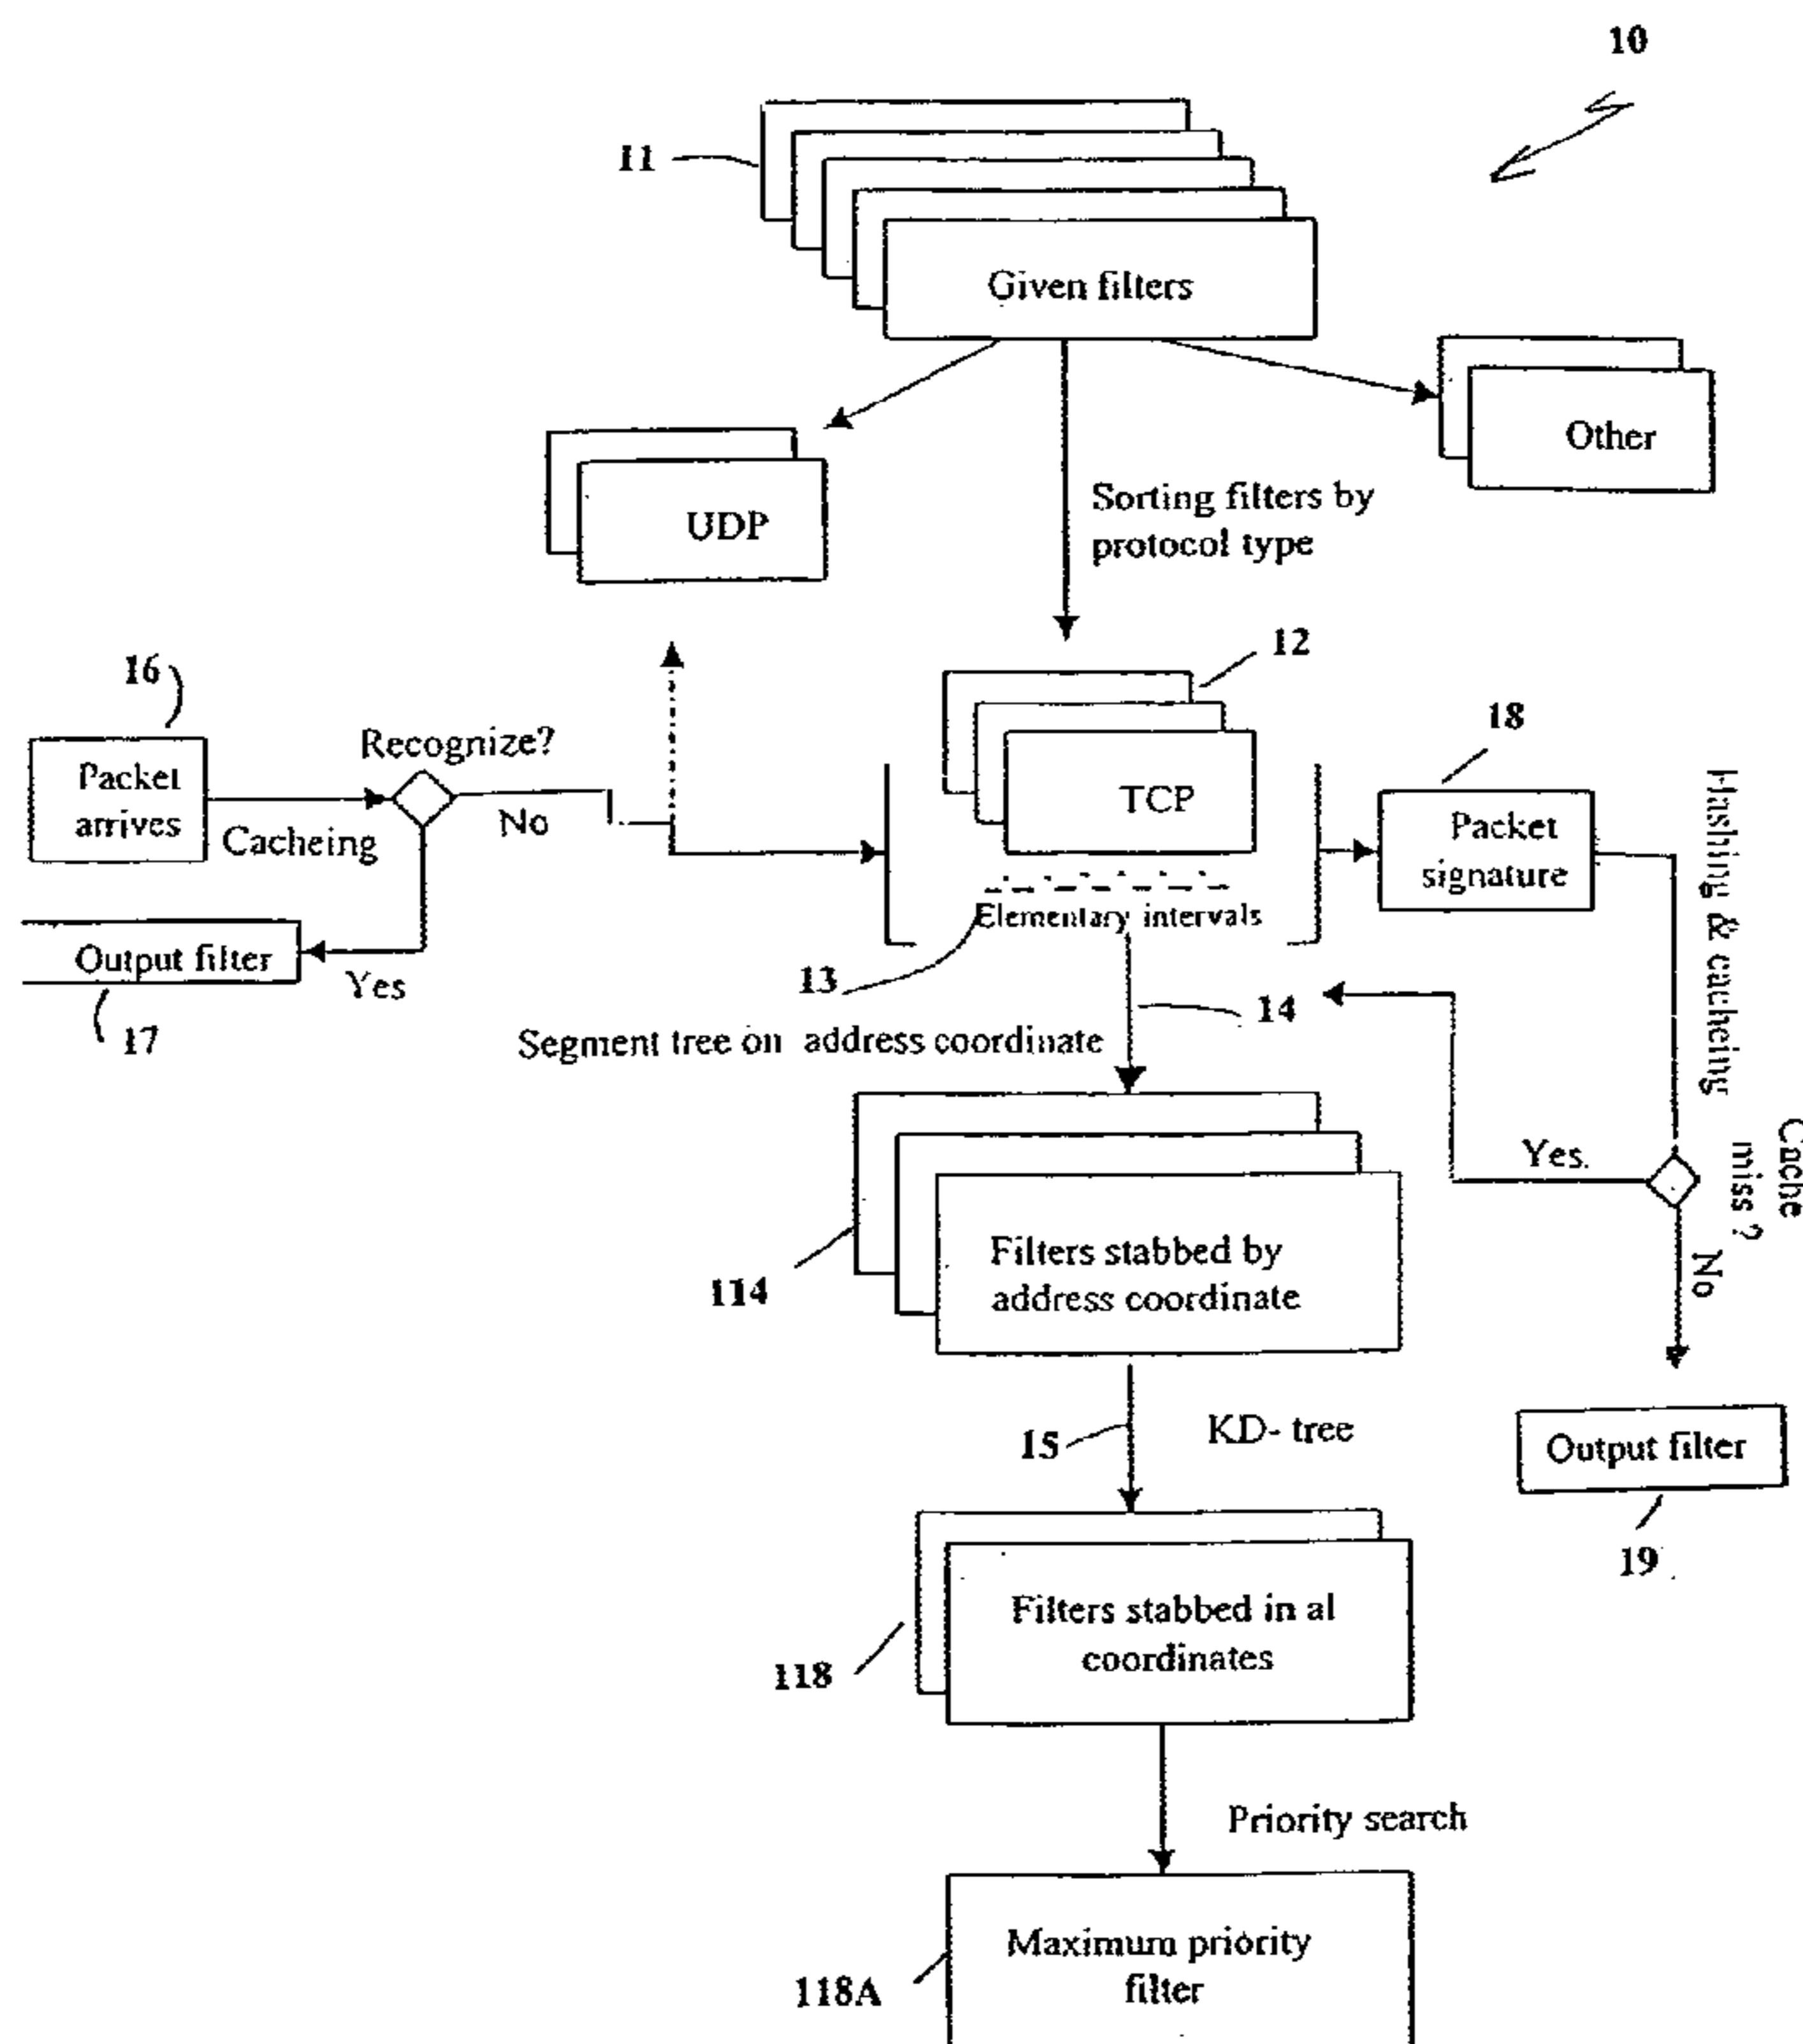 10
11
Given filters
Other
UDP
Sorting filters by
protocol type
12
16
18
Recognize?
Packet
arrives
Cacheing
No
TCP
Packet
signature
Hashing & cacheing
Elementary intervals
Output filter
Yes
13
14
17
Segment tree on address coordinate
Cache
miss ?
Yes.
No
Filters stabbed by
address coordinate
114
15
KD- tree
Output filter
19
Filters stabbed in al
coordinates
118
Priority search
Maximum priority
filter
118A